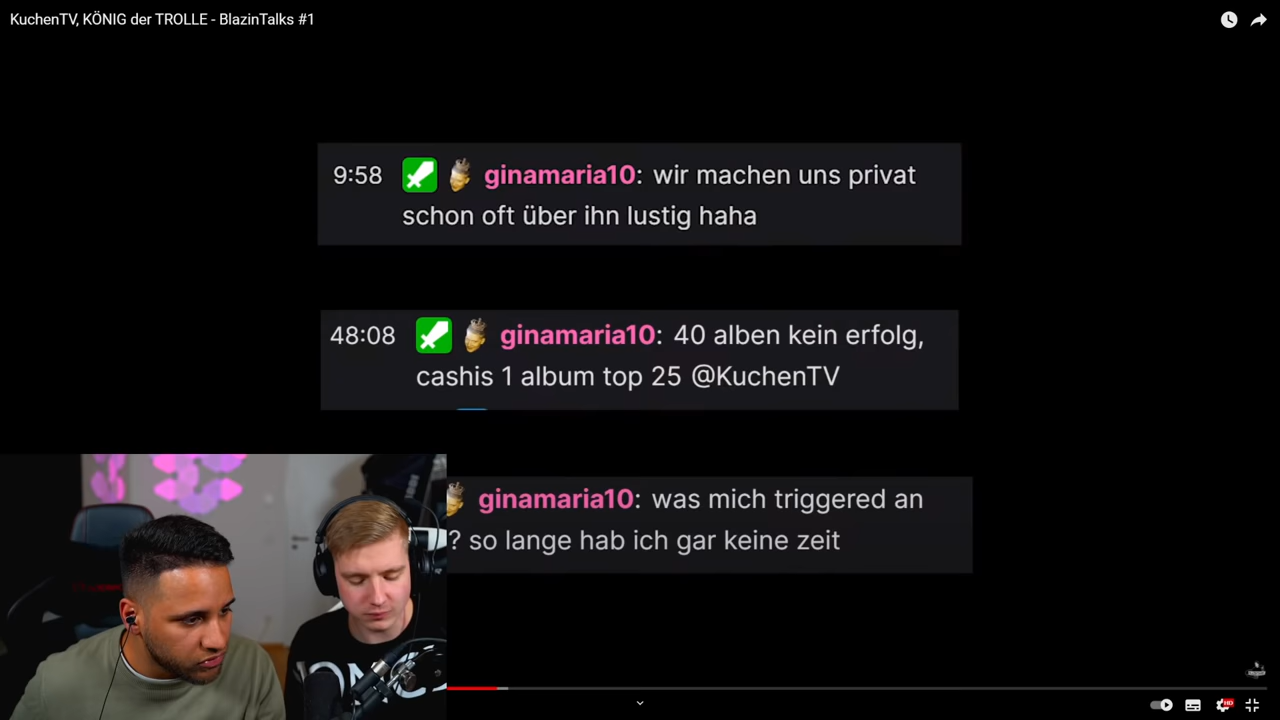 KuchenTV, KÖNIG der TROLLE - BlazinTalks #1
9:58 ginamaria10: wir machen uns privat
schon oft über ihn lustig haha
48:08 ginamaria10: 40 alben kein erfolg,
cashis 1 album top 25 @KuchenTV
ginamaria10: was mich triggered an
? so lange hab ich gar keine zeit
HD